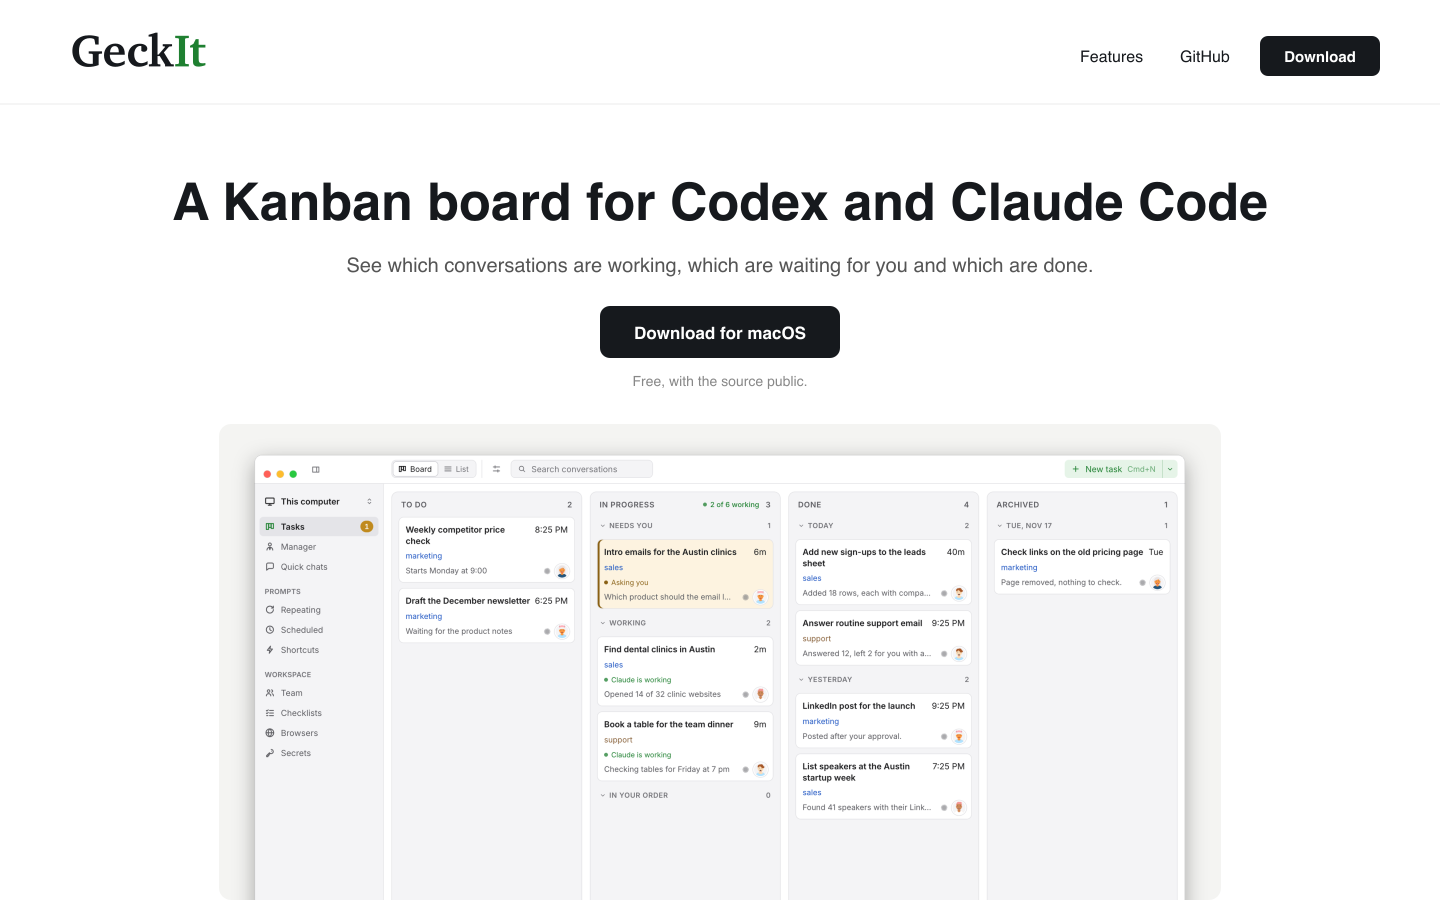 GeckIt
Features
GitHub
Download
A Kanban board for Codex and Claude Code
See which conversations are working, which are waiting for you and which are done.
Download for macOS
Free, with the source public.
Board
List
Search conversations
+ New task Cmd+N
This computer
Tasks 1
Manager
Quick chats
PROMPTS
Repeating
Scheduled
Shortcuts
WORKSPACE
Team
Checklists
Browsers
Secrets
TO DO 2
Weekly competitor price check 8:25 PM
marketing
Starts Monday at 9:00
Draft the December newsletter 6:25 PM
marketing
Waiting for the product notes
IN PROGRESS 2 of 6 working 3
NEEDS YOU 1
Intro emails for the Austin clinics 6m
sales
Asking you
Which product should the email l...
WORKING 2
Find dental clinics in Austin 2m
sales
Claude is working
Opened 14 of 32 clinic websites
Book a table for the team dinner 9m
support
Claude is working
Checking tables for Friday at 7 pm
IN YOUR ORDER 0
DONE 4
TODAY 2
Add new sign-ups to the leads sheet 40m
sales
Added 18 rows, each with compa...
Answer routine support email 9:25 PM
support
Answered 12, left 2 for you with a...
YESTERDAY 2
LinkedIn post for the launch 9:25 PM
marketing
Posted after your approval.
List speakers at the Austin startup week 7:25 PM
sales
Found 41 speakers with their Link...
ARCHIVED 1
TUE, NOV 17 1
Check links on the old pricing page Tue
marketing
Page removed, nothing to check.